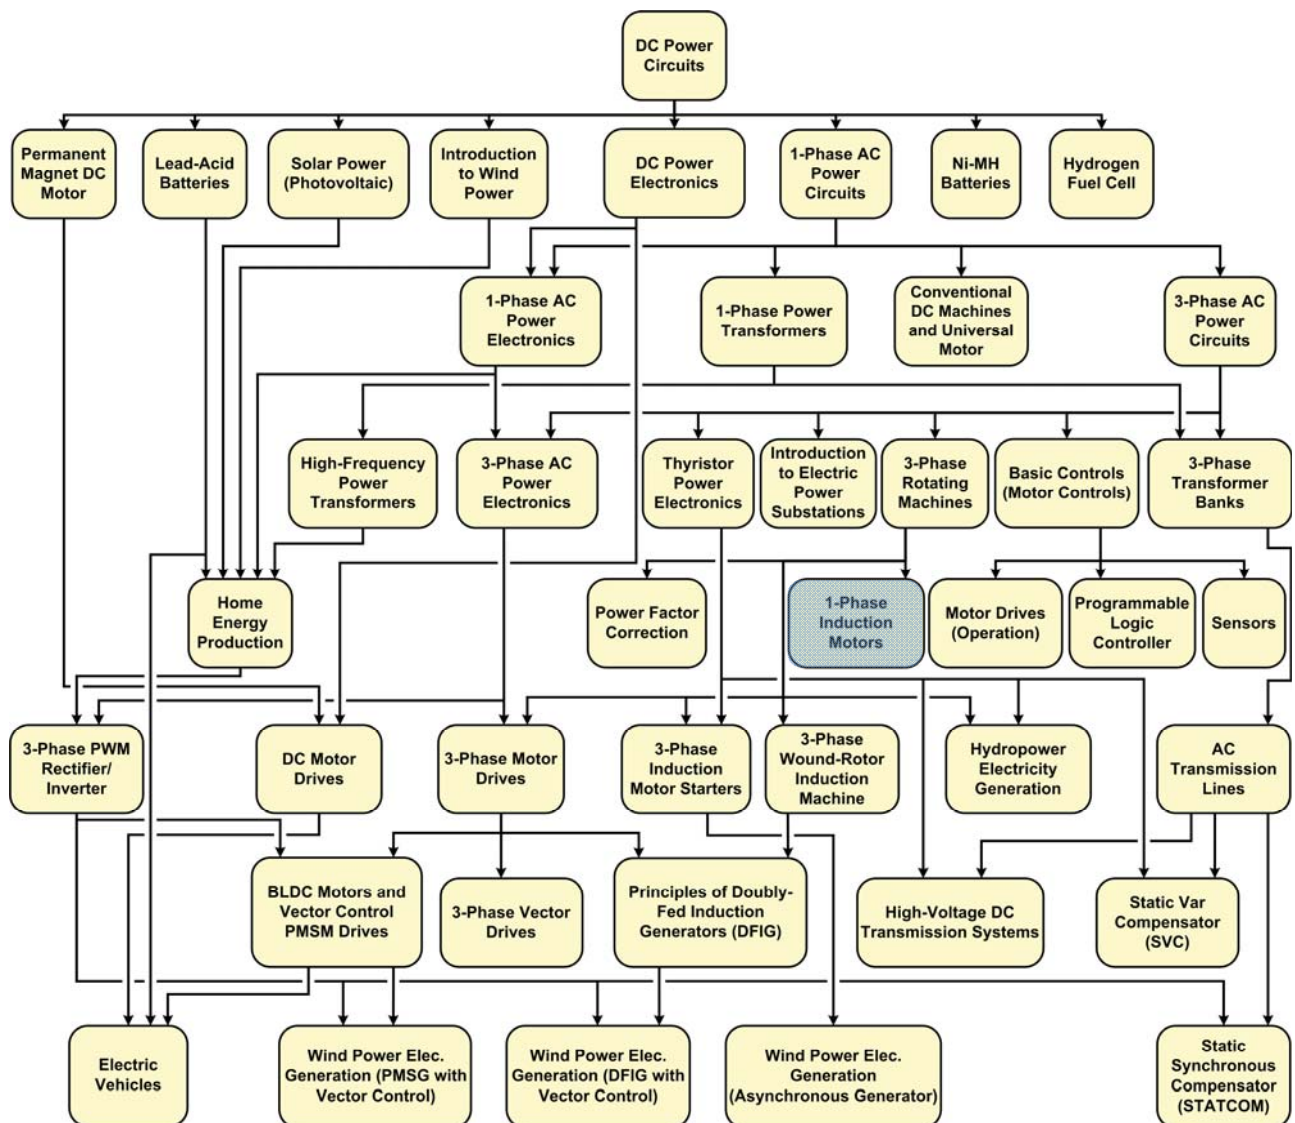 DC Power
Circuits
Permanent
Magnet DC
Motor
Lead-Acid
Batteries
Solar Power
(Photovoltaic)
Introduction
to Wind
Power
DC Power
Electronics
1-Phase AC
Power
Circuits
Ni-MH
Batteries
Hydrogen
Fuel Cell
1-Phase AC
Power
Electronics
1-Phase Power
Transformers
Conventional
DC Machines
and Universal
Motor
3-Phase AC
Power
Circuits
High-Frequency
Power
Transformers
3-Phase AC
Power
Electronics
Thyristor
Power
Electronics
Introduction
to Electric
Power
Substations
3-Phase
Rotating
Machines
Basic Controls
(Motor Controls)
3-Phase
Transformer
Banks
Home
Energy
Production
Power Factor
Correction
1-Phase
Induction
Motors
Motor Drives
(Operation)
Programmable
Logic
Controller
Sensors
3-Phase PWM
Rectifier/
Inverter
DC Motor
Drives
3-Phase Motor
Drives
3-Phase
Induction
Motor Starters
3-Phase
Wound-Rotor
Induction
Machine
Hydropower
Electricity
Generation
AC
Transmission
Lines
BLDC Motors and
Vector Control
PMSM Drives
3-Phase Vector
Drives
Principles of Doubly-
Fed Induction
Generators (DFIG)
High-Voltage DC
Transmission Systems
Static Var
Compensator
(SVC)
Electric
Vehicles
Wind Power Elec.
Generation (PMSG with
Vector Control)
Wind Power Elec.
Generation (DFIG with
Vector Control)
Wind Power Elec.
Generation
(Asynchronous Generator)
Static
Synchronous
Compensator
(STATCOM)